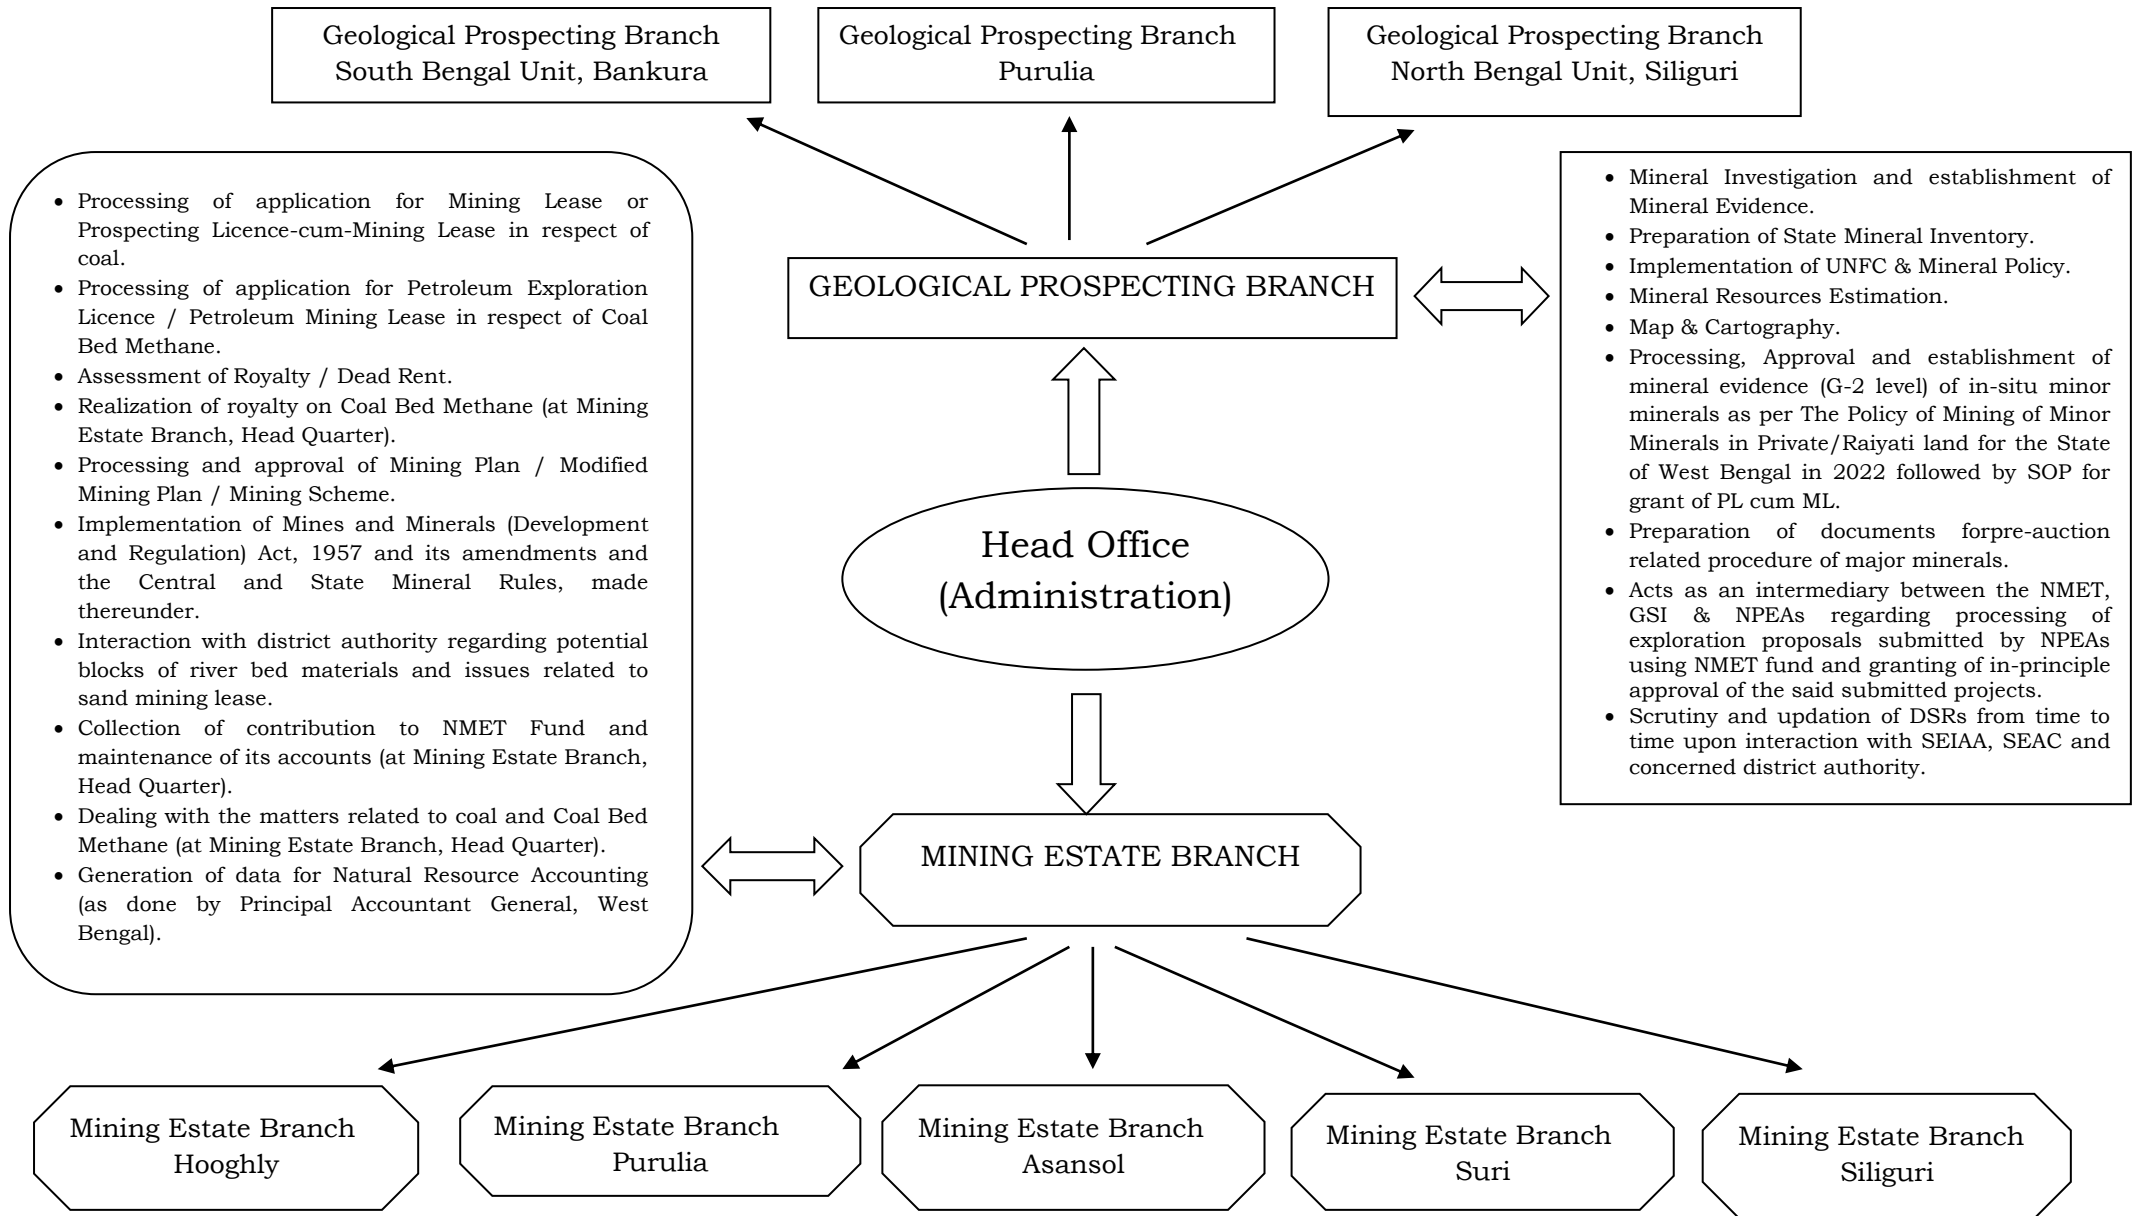 Geological Prospecting Branch
South Bengal Unit, Bankura
Geological Prospecting Branch
Purulia
Geological Prospecting Branch
North Bengal Unit, Siliguri
• Processing of application for Mining Lease or
Prospecting Licence-cum-Mining Lease in respect of
coal.
• Processing of application for Petroleum Exploration
Licence / Petroleum Mining Lease in respect of Coal
Bed Methane.
• Assessment of Royalty / Dead Rent.
• Realization of royalty on Coal Bed Methane (at Mining
Estate Branch, Head Quarter).
• Processing and approval of Mining Plan / Modified
Mining Plan / Mining Scheme.
• Implementation of Mines and Minerals (Development
and Regulation) Act, 1957 and its amendments and
the Central and State Mineral Rules, made
thereunder.
• Interaction with district authority regarding potential
blocks of river bed materials and issues related to
sand mining lease.
• Collection of contribution to NMET Fund and
maintenance of its accounts (at Mining Estate Branch,
Head Quarter).
• Dealing with the matters related to coal and Coal Bed
Methane (at Mining Estate Branch, Head Quarter).
• Generation of data for Natural Resource Accounting
(as done by Principal Accountant General, West
Bengal).
GEOLOGICAL PROSPECTING BRANCH
• Mineral Investigation and establishment of
Mineral Evidence.
• Preparation of State Mineral Inventory.
• Implementation of UNFC & Mineral Policy.
• Mineral Resources Estimation.
• Map & Cartography.
• Processing, Approval and establishment of
mineral evidence (G-2 level) of in-situ minor
minerals as per The Policy of Mining of Minor
Minerals in Private/Raiyati land for the State
of West Bengal in 2022 followed by SOP for
grant of PL cum ML.
• Preparation of documents forpre-auction
related procedure of major minerals.
• Acts as an intermediary between the NMET,
GSI & NPEAs regarding processing of
exploration proposals submitted by NPEAs
using NMET fund and granting of in-principle
approval of the said submitted projects.
• Scrutiny and updation of DSRs from time to
time upon interaction with SEIAA, SEAC and
concerned district authority.
Head Office
(Administration)
MINING ESTATE BRANCH
Mining Estate Branch
Hooghly
Mining Estate Branch
Purulia
Mining Estate Branch
Asansol
Mining Estate Branch
Suri
Mining Estate Branch
Siliguri